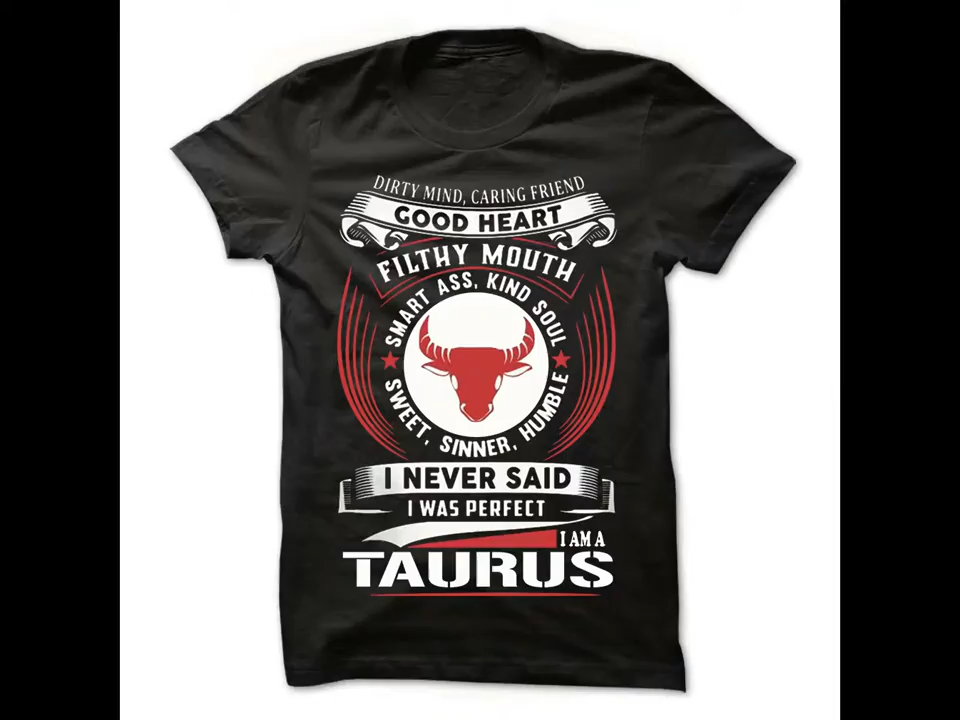 DIRTY MIND, CARING FRIEND
GOOD HEART
FILTHY MOUTH
SMART ASS, KIND SOUL
SWEET, SINNER, HUMBLE
I NEVER SAID
I WAS PERFECT
I AM A
TAURUS